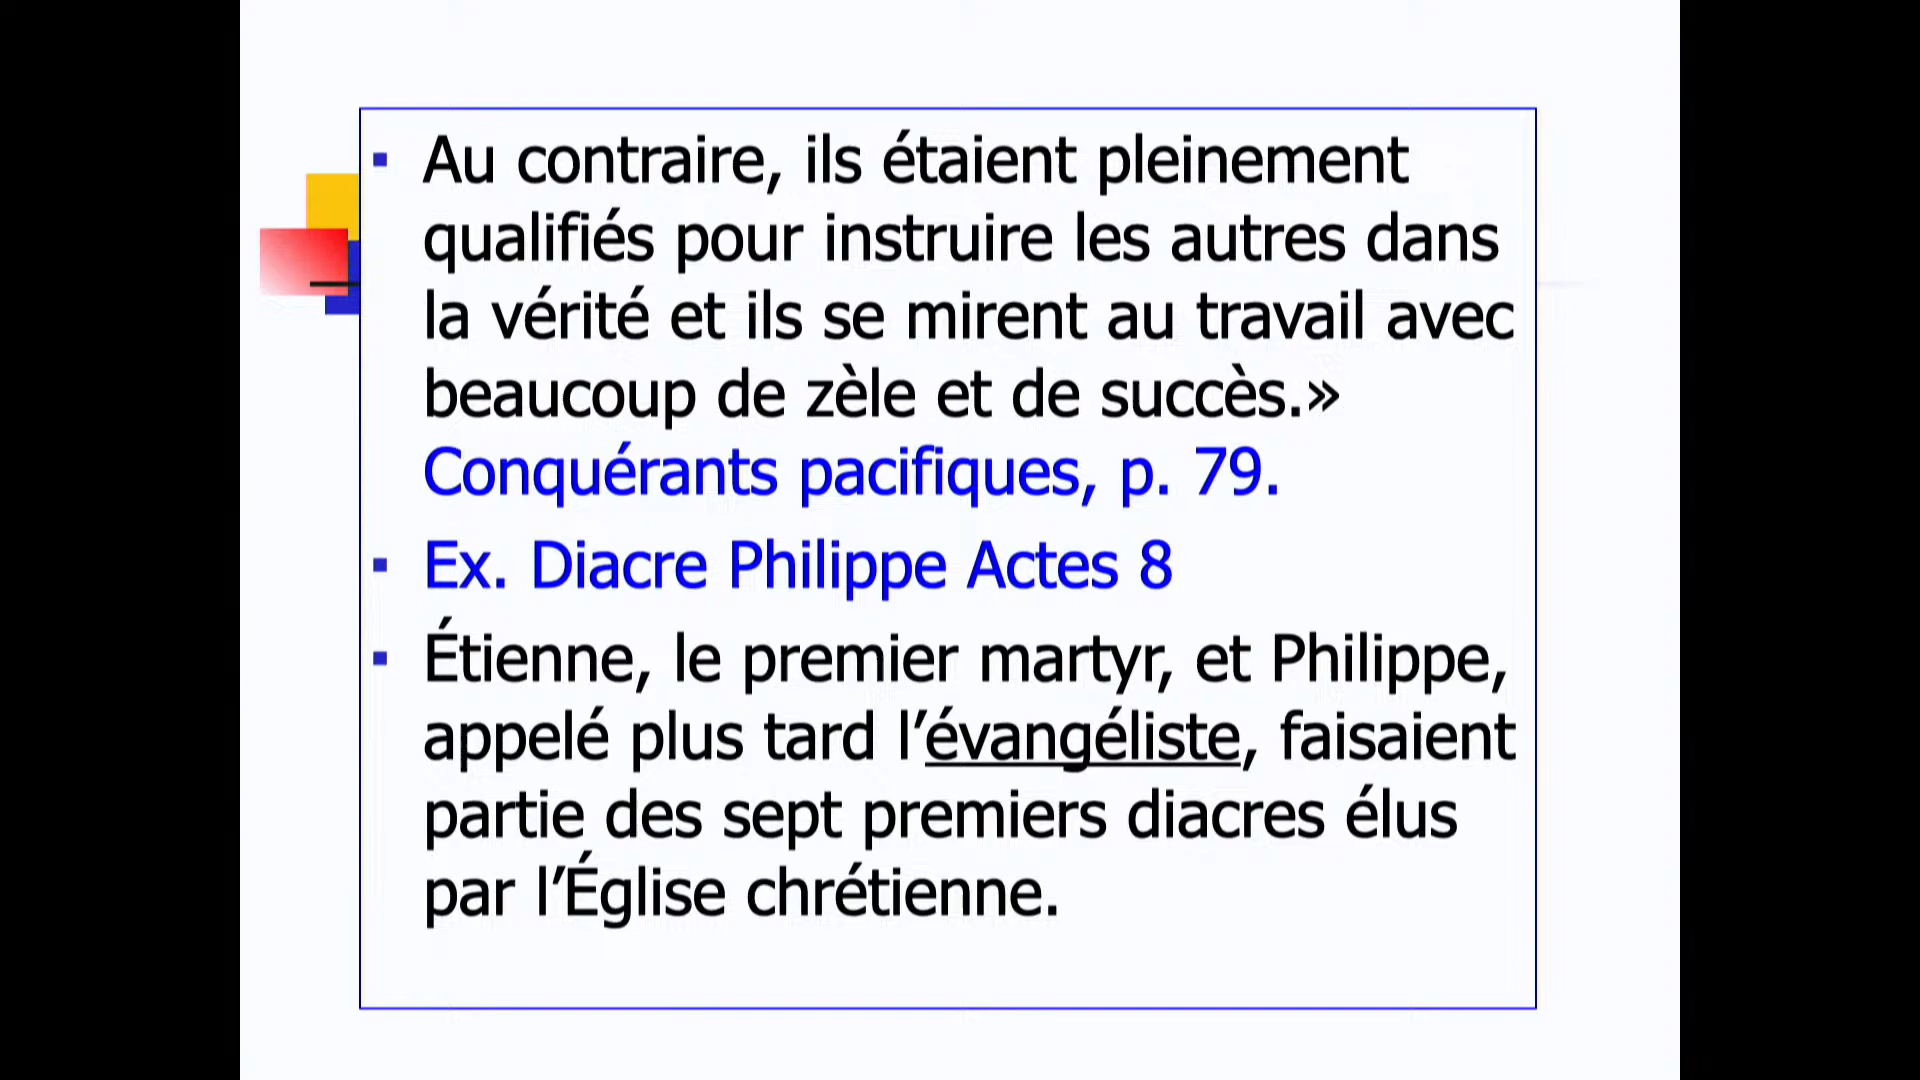 ▪ Au contraire, ils étaient pleinement
qualifiés pour instruire les autres dans
la vérité et ils se mirent au travail avec
beaucoup de zèle et de succès.»
Conquérants pacifiques, p. 79.
▪ Ex. Diacre Philippe Actes 8
▪ Étienne, le premier martyr, et Philippe,
appelé plus tard l’évangéliste, faisaient
partie des sept premiers diacres élus
par l’Église chrétienne.